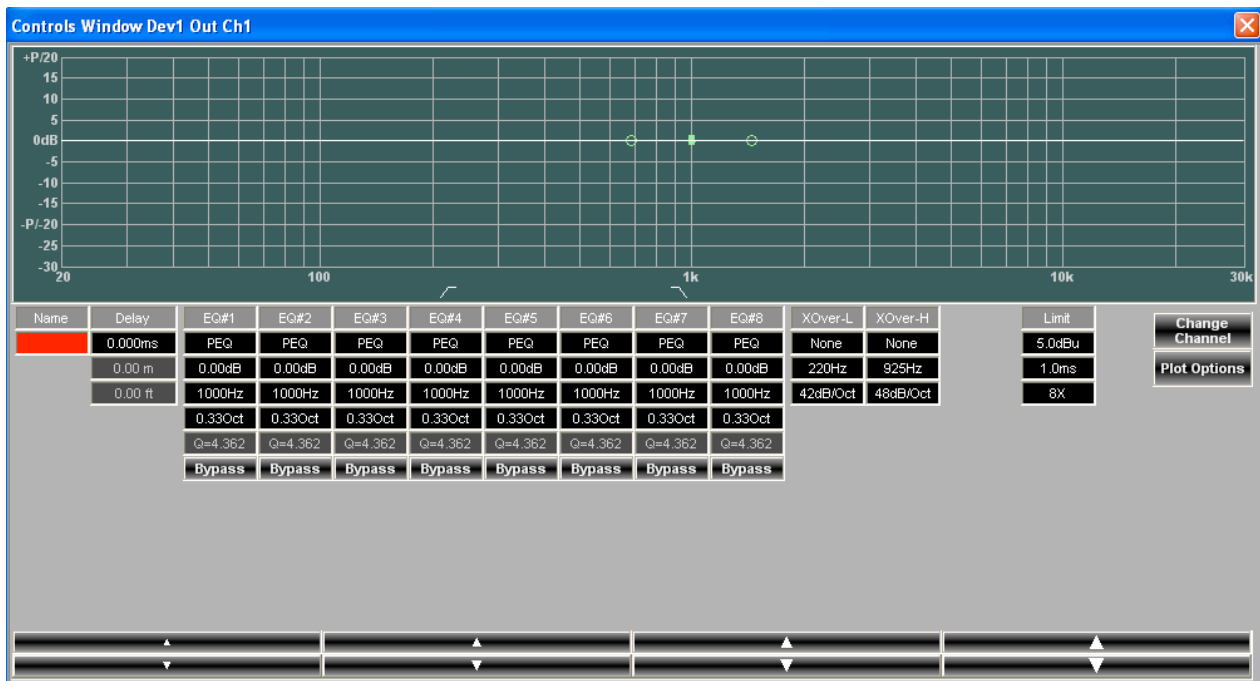 Controls Window Dev1 Out Ch1
+P/20
15
10
5
0dB
-5
-10
-15
-P/-20
-25
-30
20 100 1k 10k 30k
Name Delay EQ#1 EQ#2 EQ#3 EQ#4 EQ#5 EQ#6 EQ#7 EQ#8 XOver-L XOver-H Limit Change Channel
0.000ms PEQ PEQ PEQ PEQ PEQ PEQ PEQ PEQ None None 5.0dBu
0.00 m 0.00dB 0.00dB 0.00dB 0.00dB 0.00dB 0.00dB 0.00dB 0.00dB 220Hz 925Hz 1.0ms Plot Options
0.00 ft 1000Hz 1000Hz 1000Hz 1000Hz 1000Hz 1000Hz 1000Hz 1000Hz 42dB/Oct 48dB/Oct 8X
0.33Oct 0.33Oct 0.33Oct 0.33Oct 0.33Oct 0.33Oct 0.33Oct 0.33Oct
Q=4.362 Q=4.362 Q=4.362 Q=4.362 Q=4.362 Q=4.362 Q=4.362 Q=4.362
Bypass Bypass Bypass Bypass Bypass Bypass Bypass Bypass